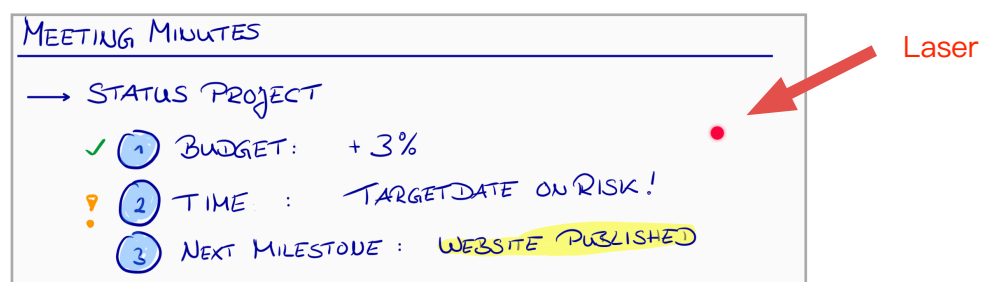 MEETING MINUTES
Laser
→ STATUS PROJECT
✓ 1 BUDGET: + 3%
! 2 TIME : TARGETDATE ON RISK!
3 NEXT MILESTONE : WEBSITE PUBLISHED